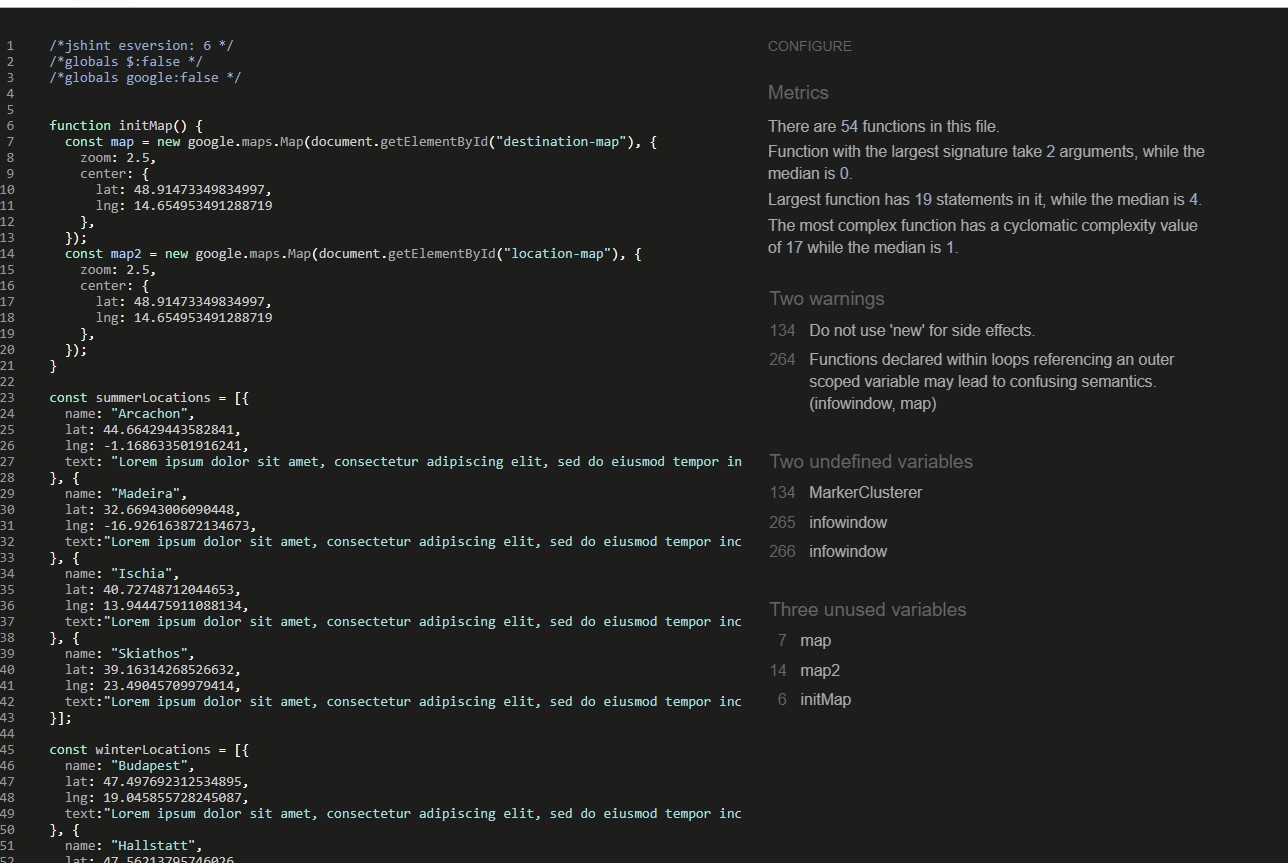 1 /*jshint esversion: 6 */
2 /*globals $:false */
3 /*globals google:false */
4
5
6 function initMap() {
7 const map = new google.maps.Map(document.getElementById("destination-map"), {
8 zoom: 2.5,
9 center: {
10 lat: 48.91473349834997,
11 lng: 14.654953491288719
12 },
13 });
14 const map2 = new google.maps.Map(document.getElementById("location-map"), {
15 zoom: 2.5,
16 center: {
17 lat: 48.91473349834997,
18 lng: 14.654953491288719
19 },
20 });
21 }
22
23 const summerLocations = [{
24 name: "Arcachon",
25 lat: 44.66429443582841,
26 lng: -1.168633501916241,
27 text: "Lorem ipsum dolor sit amet, consectetur adipiscing elit, sed do eiusmod tempor in
28 }, {
29 name: "Madeira",
30 lat: 32.66943006090448,
31 lng: -16.926163872134673,
32 text:"Lorem ipsum dolor sit amet, consectetur adipiscing elit, sed do eiusmod tempor inc
33 }, {
34 name: "Ischia",
35 lat: 40.72748712044653,
36 lng: 13.944475911088134,
37 text:"Lorem ipsum dolor sit amet, consectetur adipiscing elit, sed do eiusmod tempor inc
38 }, {
39 name: "Skiathos",
40 lat: 39.16314268526632,
41 lng: 23.49045709979414,
42 text:"Lorem ipsum dolor sit amet, consectetur adipiscing elit, sed do eiusmod tempor inc
43 }];
44
45 const winterLocations = [{
46 name: "Budapest",
47 lat: 47.497692312534895,
48 lng: 19.045855728245087,
49 text:"Lorem ipsum dolor sit amet, consectetur adipiscing elit, sed do eiusmod tempor inc
50 }, {
51 name: "Hallstatt",
52 lat: 47.56213795746026,
CONFIGURE
Metrics
There are 54 functions in this file.
Function with the largest signature take 2 arguments, while the
median is 0.
Largest function has 19 statements in it, while the median is 4.
The most complex function has a cyclomatic complexity value
of 17 while the median is 1.
Two warnings
134 Do not use 'new' for side effects.
264 Functions declared within loops referencing an outer
scoped variable may lead to confusing semantics.
(infowindow, map)
Two undefined variables
134 MarkerClusterer
265 infowindow
266 infowindow
Three unused variables
7 map
14 map2
6 initMap